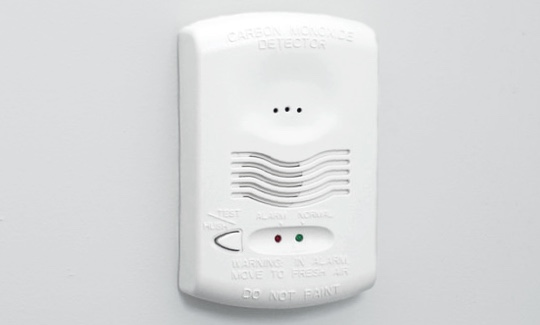 CARBON MONOXIDE
DETECTOR
TEST
ALARM NORMAL
WARNING: IN ALARM
MOVE TO FRESH AIR
DO NOT PAINT